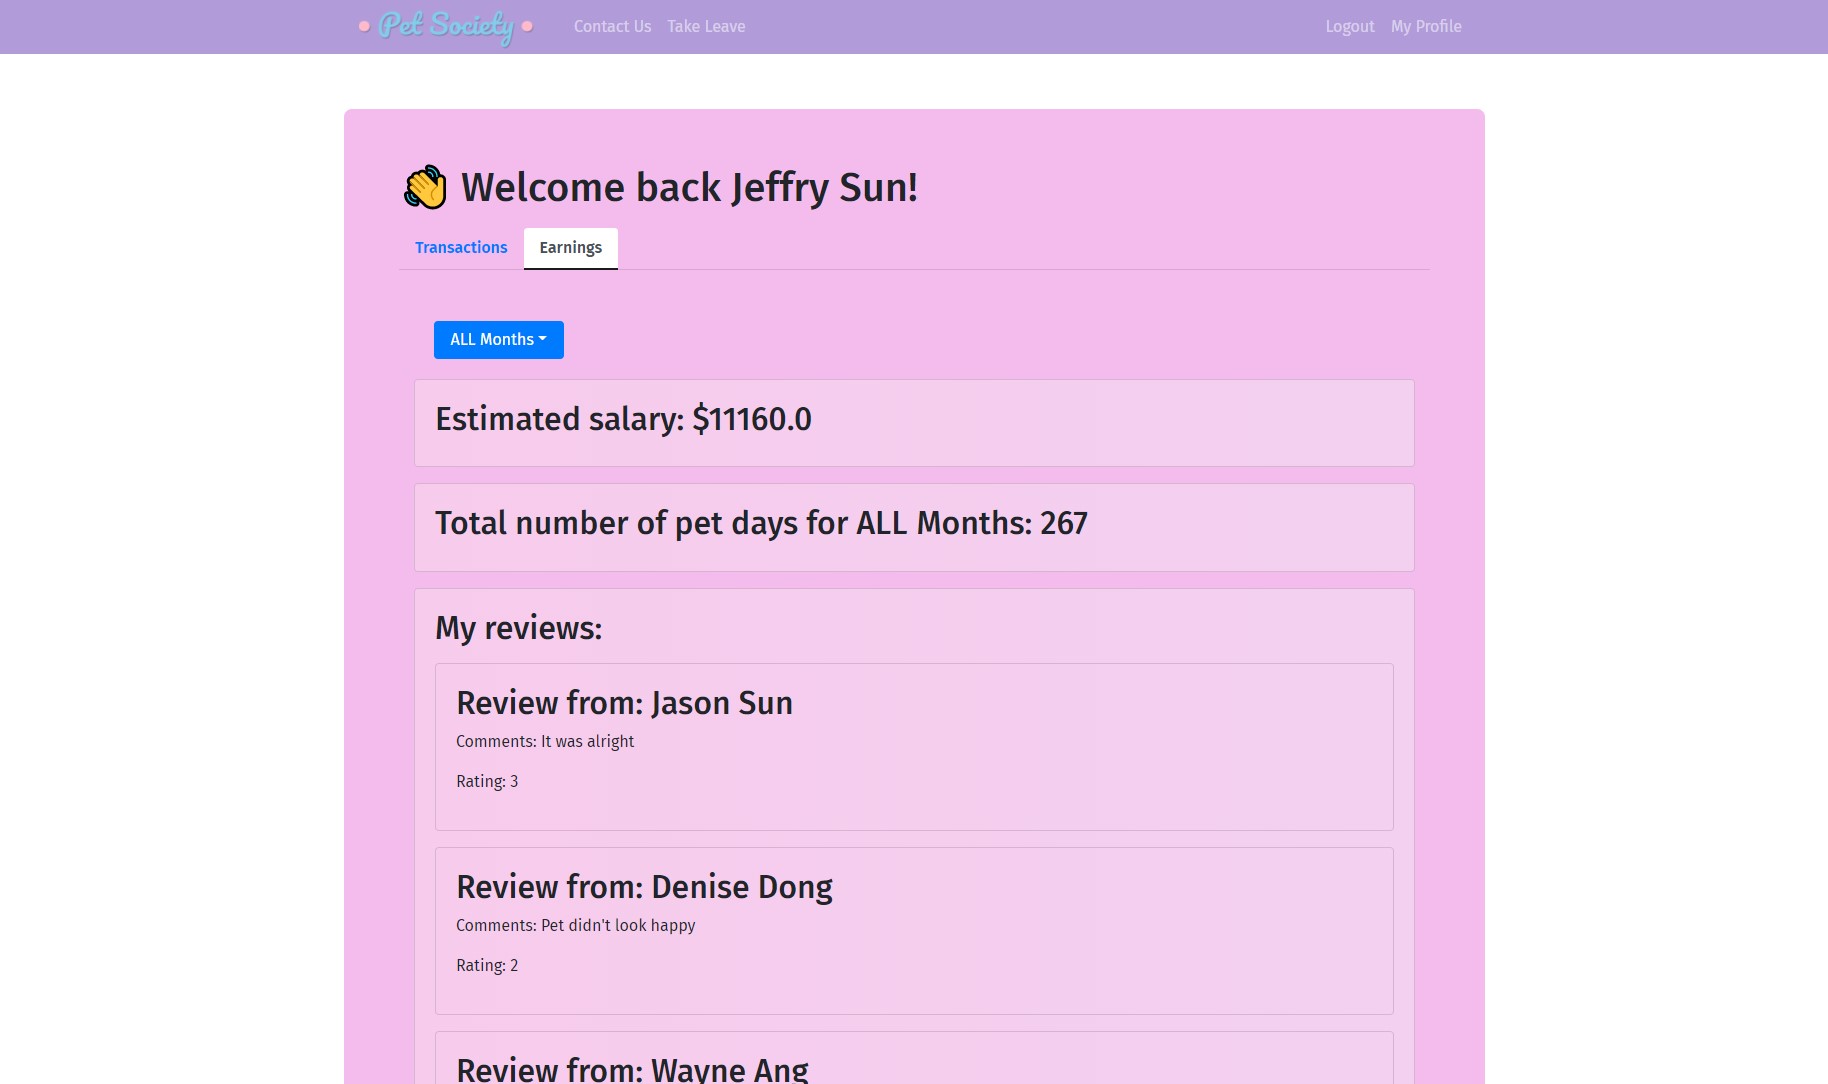 Pet Society
Contact Us
Take Leave
Logout
My Profile
Welcome back Jeffry Sun!
Transactions
Earnings
ALL Months
Estimated salary: $11160.0
Total number of pet days for ALL Months: 267
My reviews:
Review from: Jason Sun
Comments: It was alright
Rating: 3
Review from: Denise Dong
Comments: Pet didn't look happy
Rating: 2
Review from: Wayne Ang